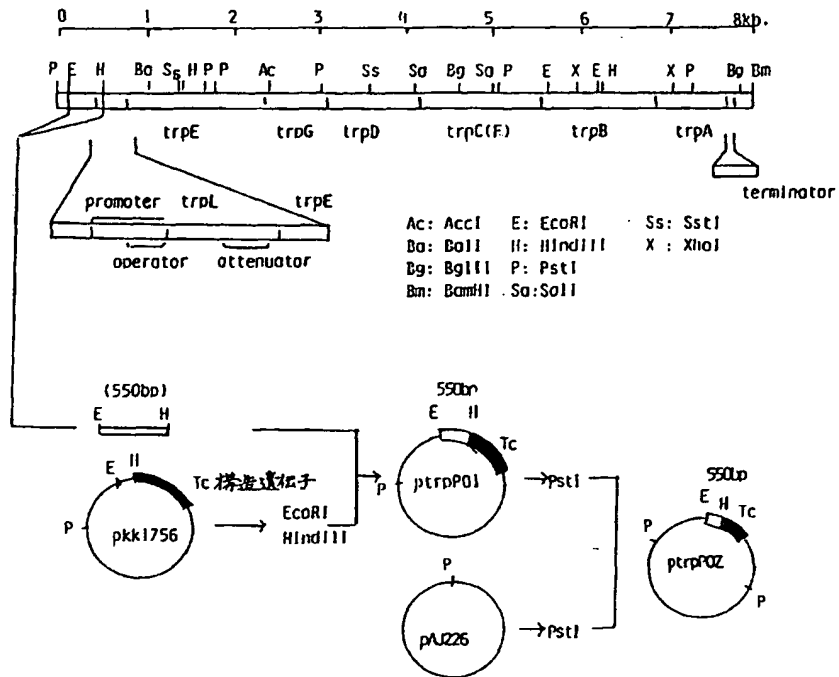 0 1 2 3 4 5 6 7 8kp.
P E H Ba Ss H P P Ac P Ss Sa Bg Sa P E X E H X P Bg Bm
trpE trpG trpD trpC(F) trpB trpA
promoter trpL trpE
terminator
operator attenuator
Ac: AccI E: EcoRI Ss: SstI
Ba: BalI H: HindIII X: XhoI
Bg: BglII P: PstI
Bm: BamHI Sa: SalI
(550bp)
E H
E H
Tc 構造遺伝子
P
pkk1756
EcoRI
HindIII
550bp
E H
Tc
P
ptrpPO1
PstI
P
pAJ226
PstI
550bp
E H
Tc
P
ptrpPOZ
P